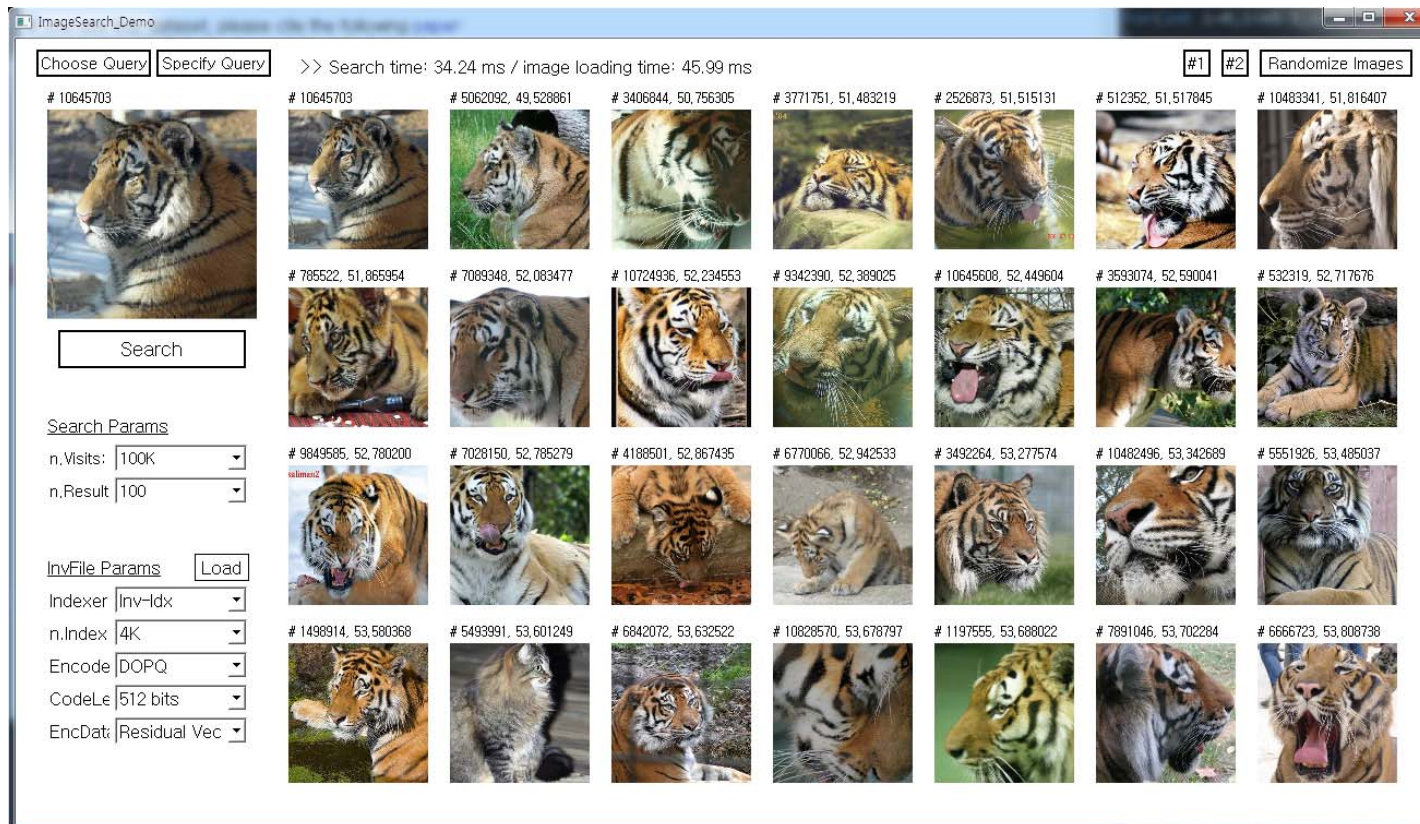 ImageSearch_Demo
Choose Query Specify Query >> Search time: 34.24 ms / image loading time: 45.99 ms #1 #2 Randomize Images
# 10645703 # 10645703 # 5062092, 49,528861 # 3406844, 50,756305 # 3771751, 51,483219 # 2526873, 51,515131 # 512352, 51,517845 # 10483341, 51,816407
# 785522, 51,865954 # 7089348, 52,083477 # 10724936, 52,234553 # 9342390, 52,389025 # 10645608, 52,449604 # 3593074, 52,590041 # 532319, 52,717676
Search
Search Params
# 9849585, 52,780200 # 7028150, 52,785279 # 4188501, 52,867435 # 6770066, 52,942533 # 3492264, 53,277574 # 10482496, 53,342689 # 5551926, 53,485037
n,Visits: 100K
n,Result 100
InvFile Params Load
Indexer Inv-Idx
n,Index 4K
# 1498914, 53,580368 # 5493991, 53,601249 # 6842072, 53,632522 # 10828570, 53,678797 # 1197555, 53,688022 # 7891046, 53,702284 # 6666723, 53,808738
Encode DOPQ
CodeLe 512 bits
EncData Residual Vec